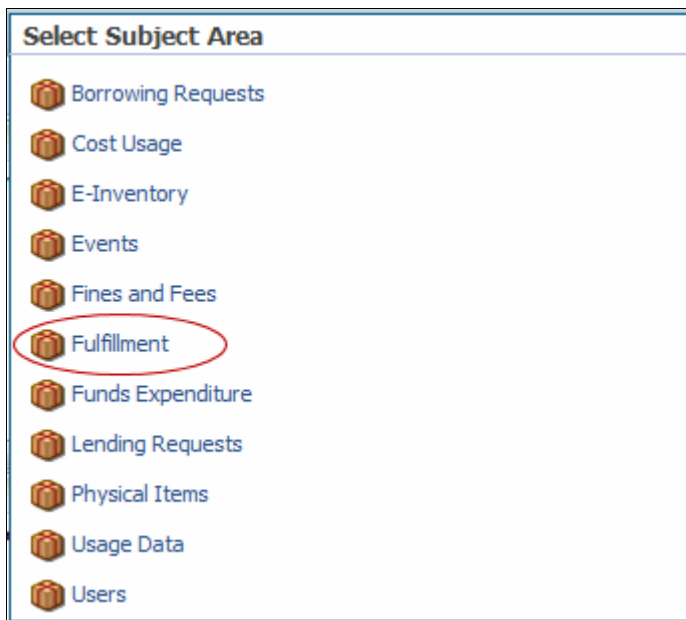 Select Subject Area
Borrowing Requests
Cost Usage
E-Inventory
Events
Fines and Fees
Fulfillment
Funds Expenditure
Lending Requests
Physical Items
Usage Data
Users